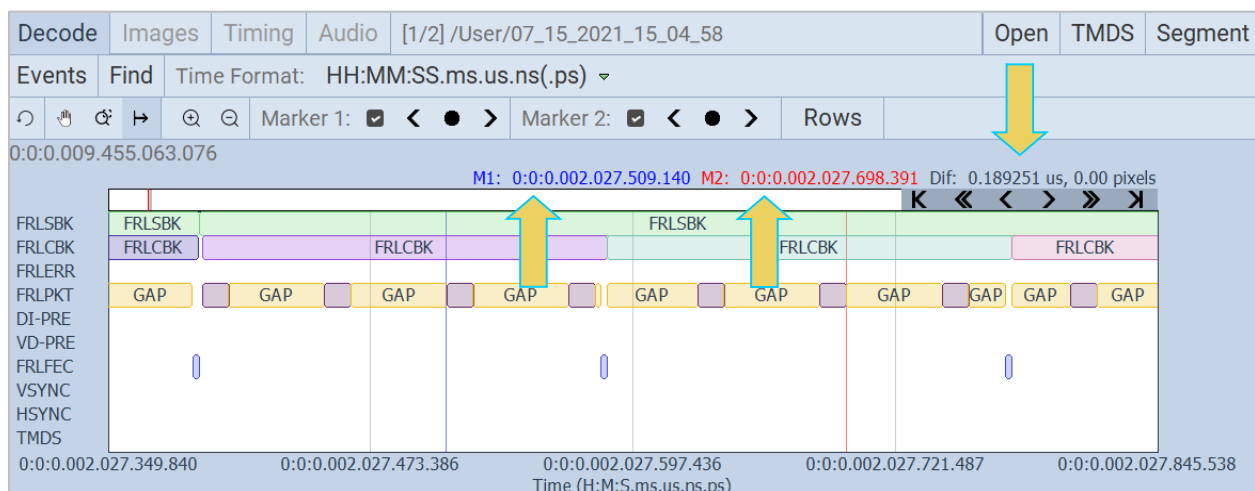 Decode Images Timing Audio [1/2] /User/07_15_2021_15_04_58 Open TMDS Segment
Events Find Time Format: HH:MM:SS.ms.us.ns(.ps)
Marker 1: Marker 2: Rows
0:0:0.009.455.063.076
M1: 0:0:0.002.027.509.140 M2: 0:0:0.002.027.698.391 Dif: 0.189251 us, 0.00 pixels
FRLSBK FRLSBK FRLSBK
FRLCBK FRLCBK FRLCBK FRLCBK FRLCBK
FRLERR
FRLPKT GAP GAP GAP GAP GAP GAP GAP GAP GAP GAP
DI-PRE
VD-PRE
FRLFEC
VSYNC
HSYNC
TMDS
0:0:0.002.027.349.840 0:0:0.002.027.473.386 0:0:0.002.027.597.436 0:0:0.002.027.721.487 0:0:0.002.027.845.538
Time (H:M:S.ms.us.ns.ps)